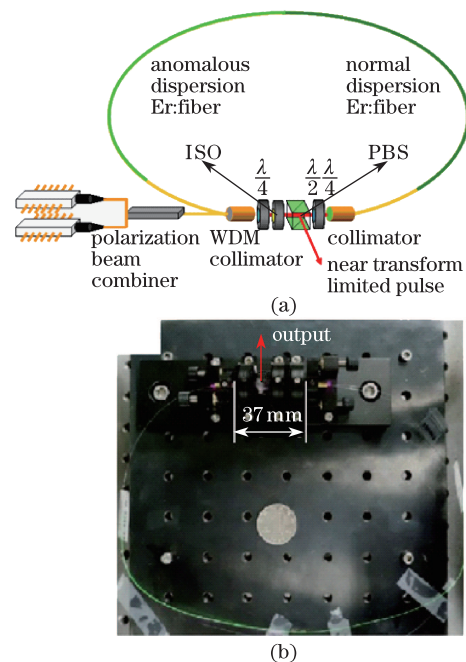 anomalous
dispersion
Er:fiber
normal
dispersion
Er:fiber
ISO
PBS
λ/4
λ/2
λ/4
polarization
beam
combiner
WDM
collimator
collimator
near transform
limited pulse
(a)
output
37 mm
(b)